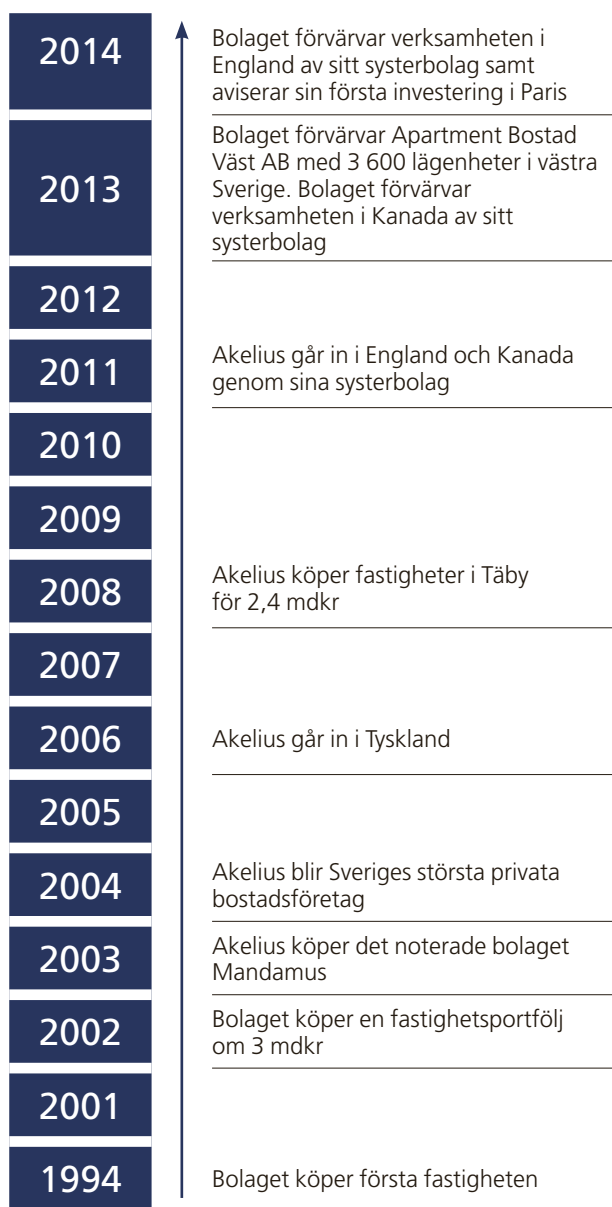 2014
Bolaget förvärvar verksamheten i
England av sitt systerbolag samt
aviserar sin första investering i Paris
2013
Bolaget förvärvar Apartment Bostad
Väst AB med 3 600 lägenheter i västra
Sverige. Bolaget förvärvar
verksamheten i Kanada av sitt
systerbolag
2012
2011
Akelius går in i England och Kanada
genom sina systerbolag
2010
2009
2008
Akelius köper fastigheter i Täby
för 2,4 mdkr
2007
2006
Akelius går in i Tyskland
2005
2004
Akelius blir Sveriges största privata
bostadsföretag
2003
Akelius köper det noterade bolaget
Mandamus
2002
Bolaget köper en fastighetsportfölj
om 3 mdkr
2001
1994
Bolaget köper första fastigheten